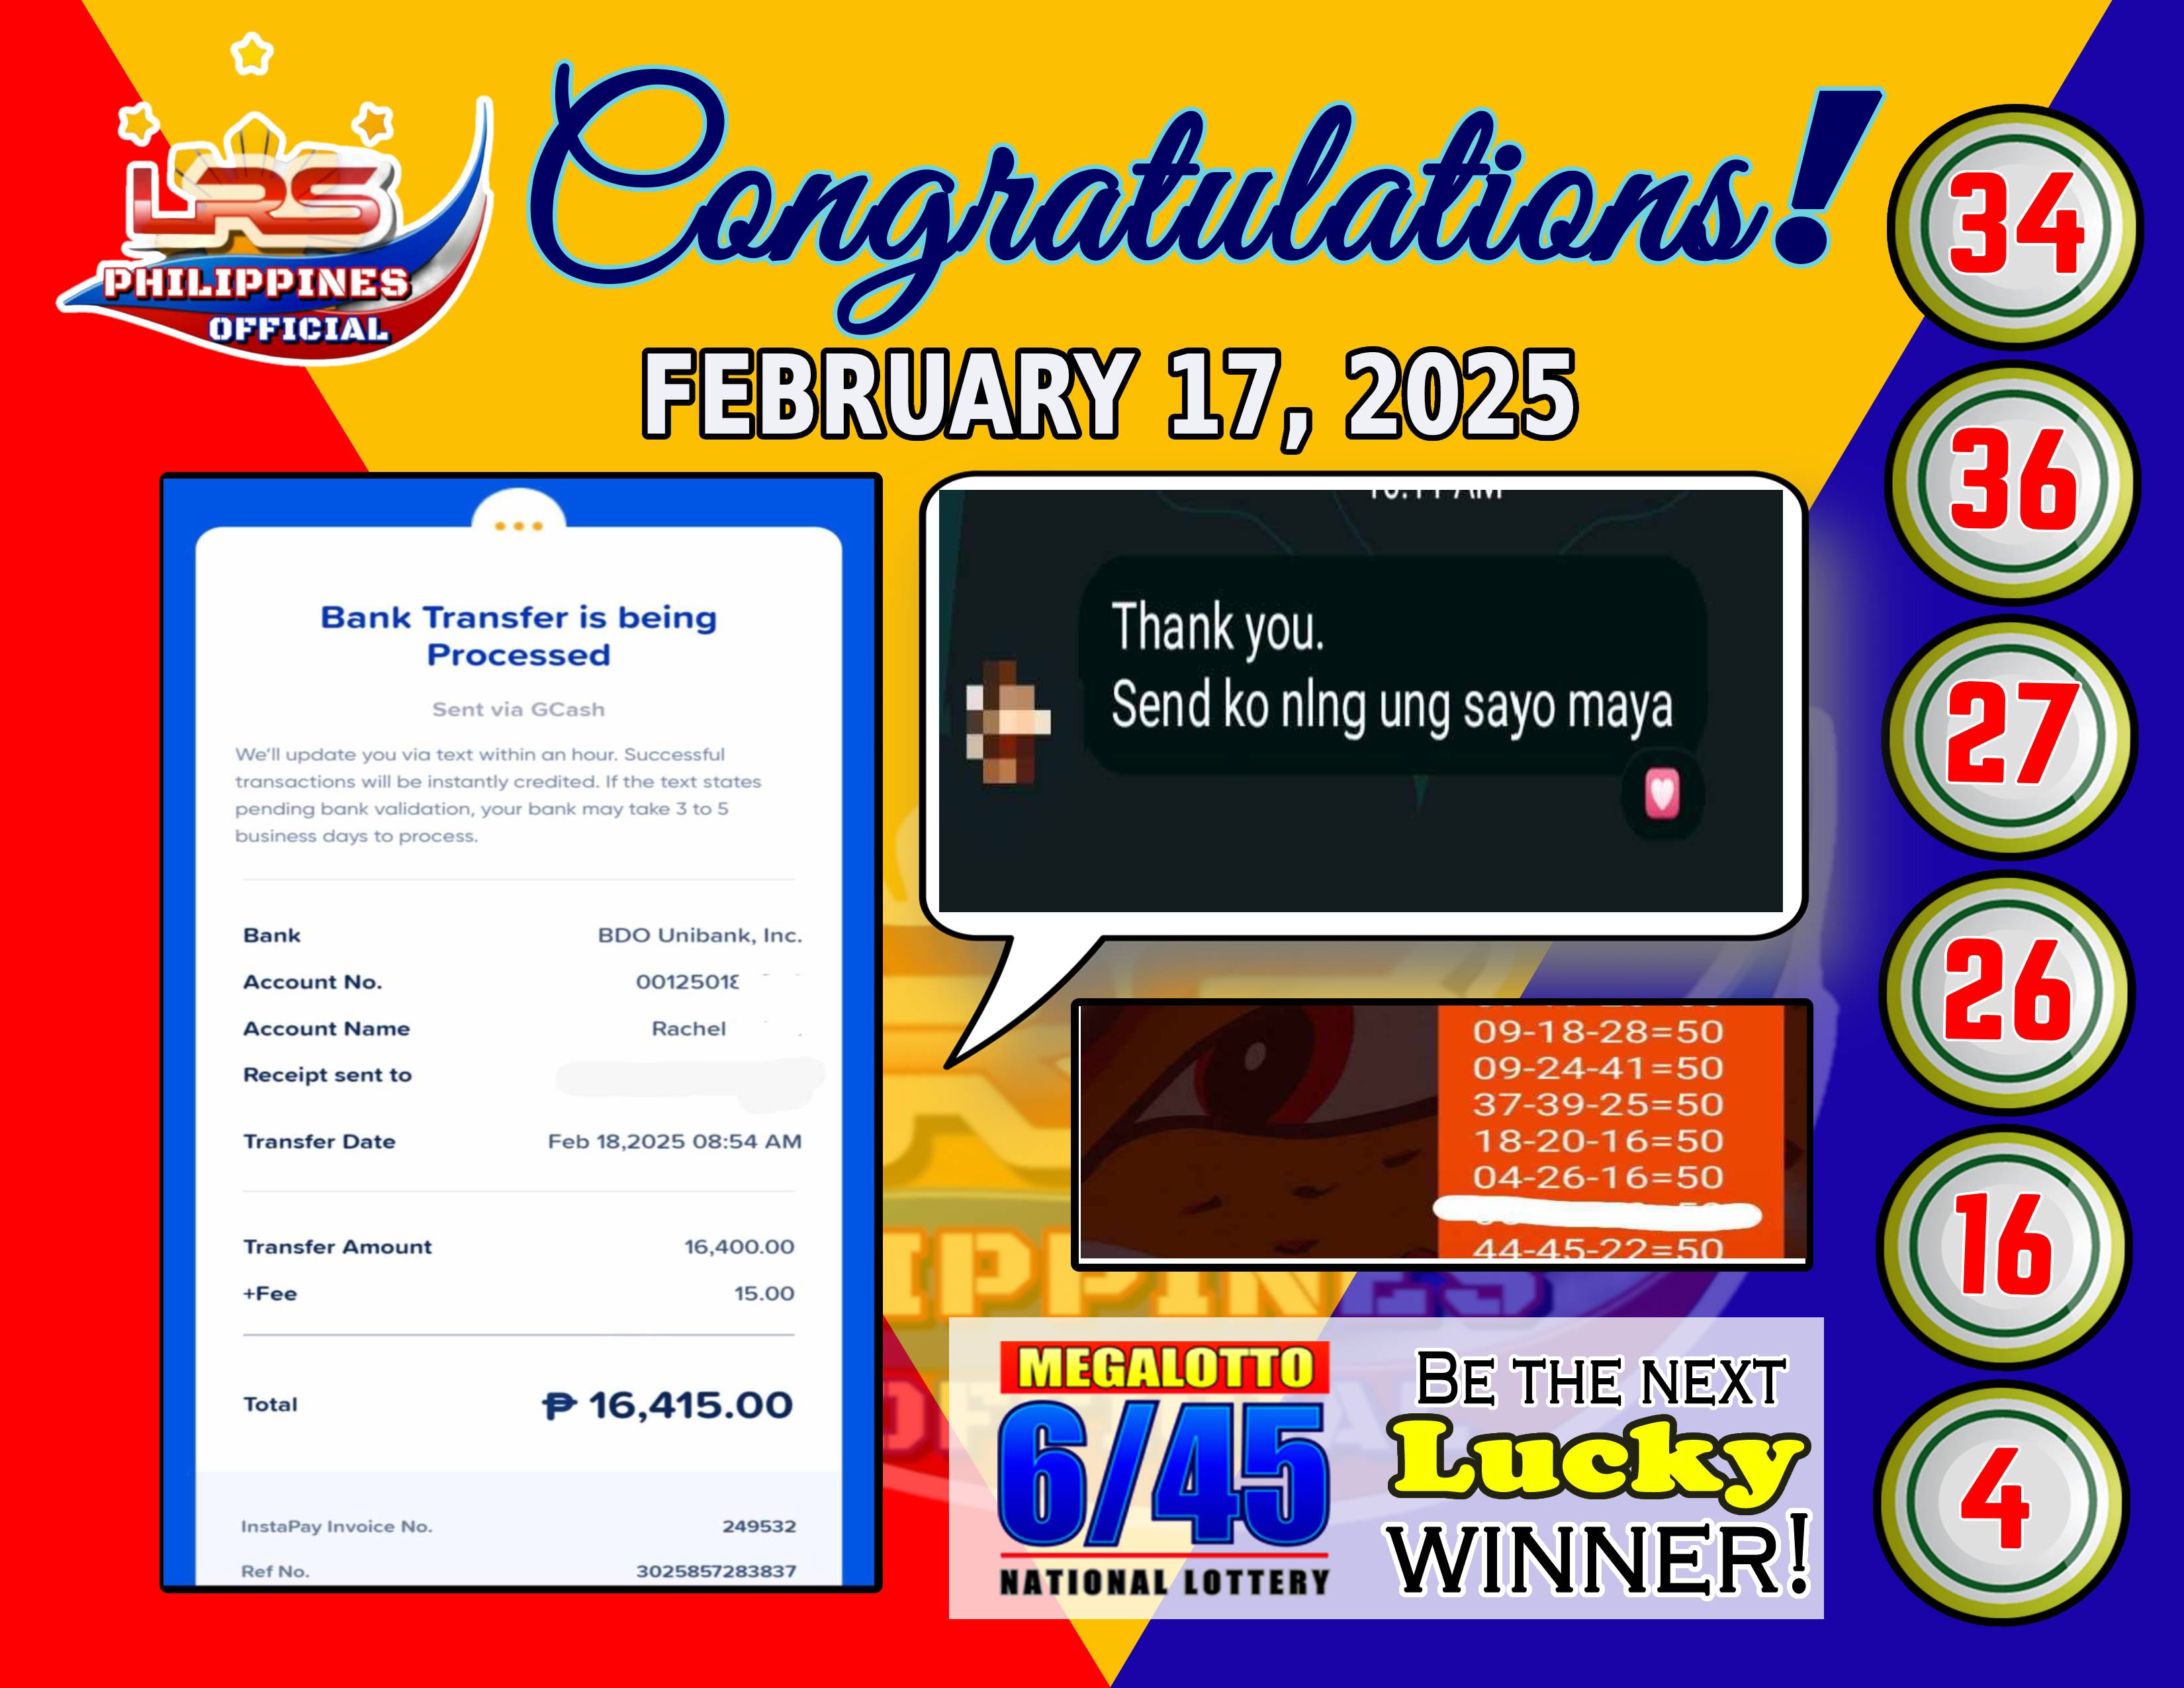 LRS
PHILIPPINES
OFFICIAL
Congratulations!
FEBRUARY 17, 2025
Bank Transfer is being
Processed
Sent via GCash
We'll update you via text within an hour. Successful
transactions will be instantly credited. If the text states
pending bank validation, your bank may take 3 to 5
business days to process.
Bank BDO Unibank, Inc.
Account No. 00125018
Account Name Rachel
Receipt sent to
Transfer Date Feb 18,2025 08:54 AM
Transfer Amount 16,400.00
+Fee 15.00
Total ₱ 16,415.00
InstaPay Invoice No. 249532
Ref No. 3025857283837
Thank you.
Send ko nlng ung sayo maya
09-18-28=50
09-24-41=50
37-39-25=50
18-20-16=50
04-26-16=50
44-45-22=50
MEGALOTTO
6/45
NATIONAL LOTTERY
BE THE NEXT
Lucky
WINNER!
34
36
27
26
16
4